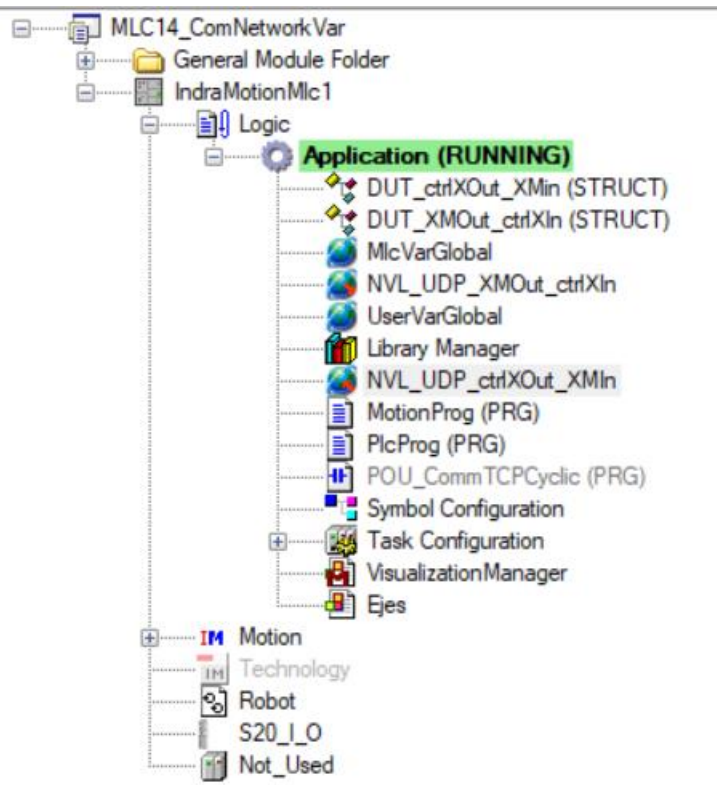 MLC14_ComNetworkVar
General Module Folder
IndraMotionMlc1
Logic
Application (RUNNING)
DUT_ctrlXOut_XMin (STRUCT)
DUT_XMOut_ctrlXIn (STRUCT)
MlcVarGlobal
NVL_UDP_XMOut_ctrlXIn
UserVarGlobal
Library Manager
NVL_UDP_ctrlXOut_XMIn
MotionProg (PRG)
PlcProg (PRG)
POU_CommTCPCyclic (PRG)
Symbol Configuration
Task Configuration
VisualizationManager
Ejes
IM Motion
IM Technology
Robot
S20_I_O
Not_Used